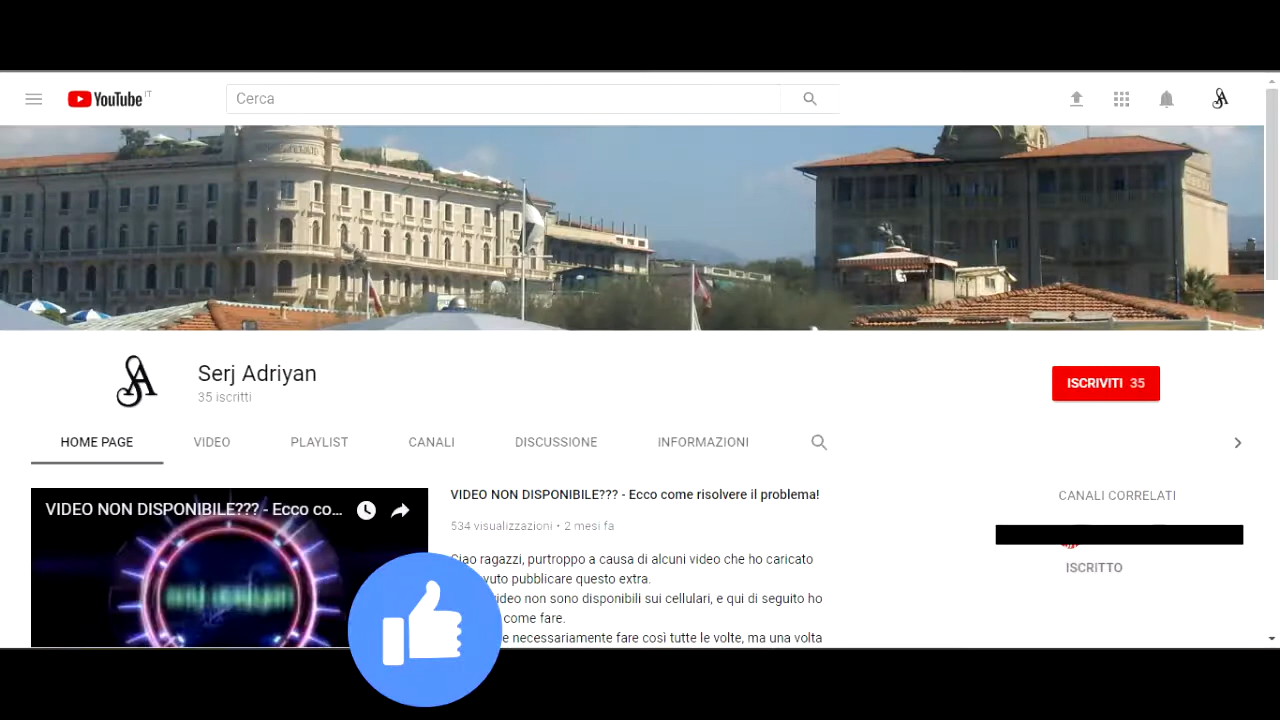 YouTube IT
Cerca
SA
Serj Adriyan
35 iscritti
ISCRIVITI 35
HOME PAGE
VIDEO
PLAYLIST
CANALI
DISCUSSIONE
INFORMAZIONI
VIDEO NON DISPONIBILE??? - Ecco co...
VIDEO NON DISPONIBILE??? - Ecco come risolvere il problema!
534 visualizzazioni • 2 mesi fa
Ciao ragazzi, purtroppo a causa di alcuni video che ho caricato
vuto pubblicare questo extra.
ideo non sono disponibili sui cellulari, e qui di seguito ho
come fare.
e necessariamente fare così tutte le volte, ma una volta
CANALI CORRELATI
ISCRITTO